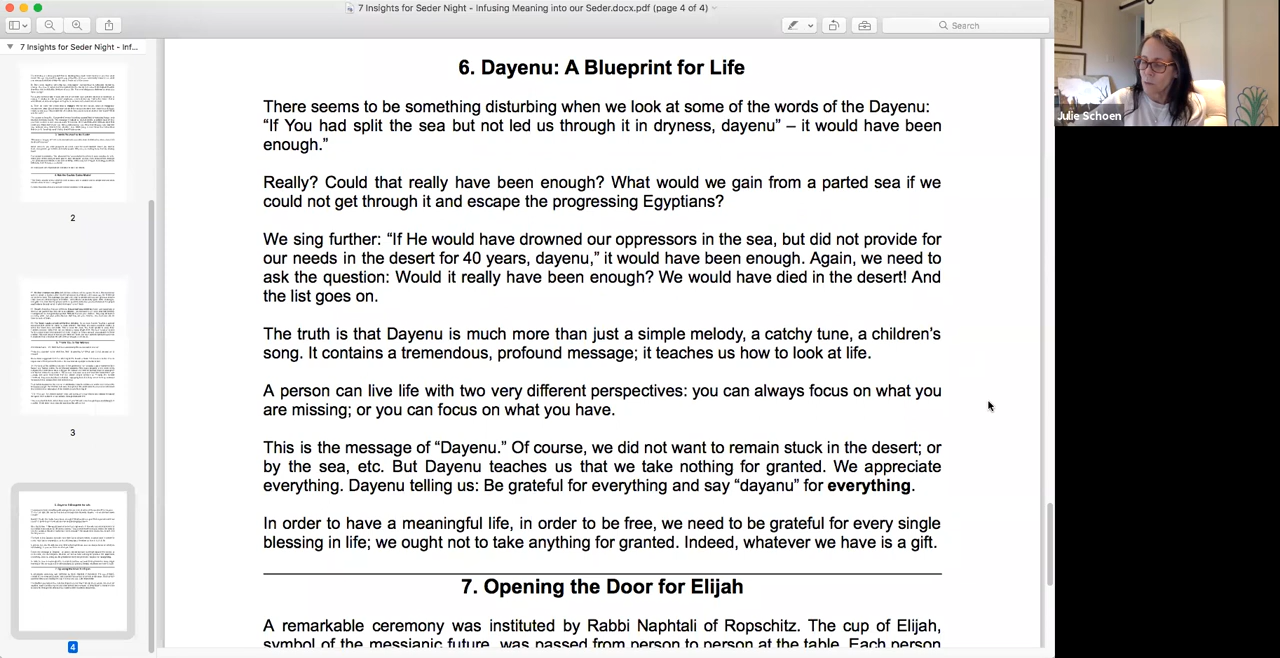 7 Insights for Seder Night - Infusing Meaning into our Seder.docx.pdf (page 4 of 4)
Search
7 Insights for Seder Night - Inf...
2
3
4
6. Dayenu: A Blueprint for Life
There seems to be something disturbing when we look at some of the words of the Dayenu:
“If You had split the sea but not led us through it in dryness, dayenu” – it would have been
enough.”
Really? Could that really have been enough? What would we gain from a parted sea if we
could not get through it and escape the progressing Egyptians?
We sing further: “If He would have drowned our oppressors in the sea, but did not provide for
our needs in the desert for 40 years, dayenu,” it would have been enough. Again, we need to
ask the question: Would it really have been enough? We would have died in the desert! And
the list goes on.
The truth is that Dayenu is much more than just a simple melody, a catchy tune, a children’s
song. It contains a tremendous, profound message; it teaches us how to look at life.
A person can live life with two very different perspectives: you can always focus on what you
are missing; or you can focus on what you have.
This is the message of “Dayenu.” Of course, we did not want to remain stuck in the desert; or
by the sea, etc. But Dayenu teaches us that we take nothing for granted. We appreciate
everything. Dayenu telling us: Be grateful for everything and say “dayanu” for everything.
In order to have a meaningful life, in order to be free, we need to be grateful for every single
blessing in life; we ought not to take anything for granted. Indeed, whatever we have is a gift.
7. Opening the Door for Elijah
A remarkable ceremony was instituted by Rabbi Naphtali of Ropschitz. The cup of Elijah,
symbol of the messianic future, was passed from person to person at the table. Each person
Julie Schoen